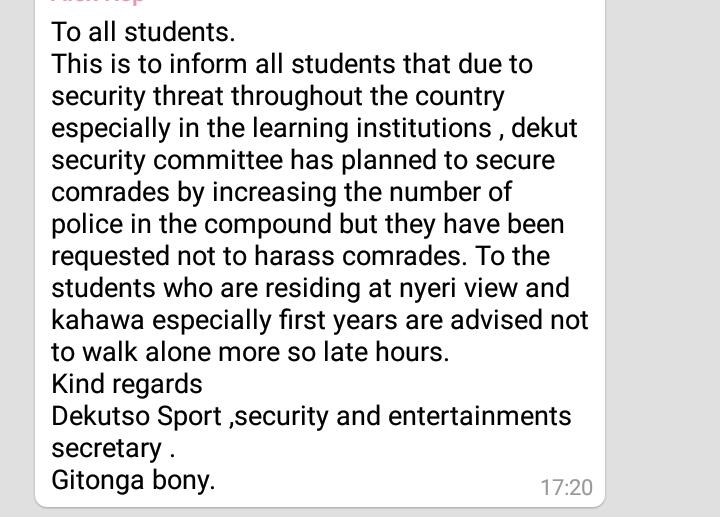 To all students.
This is to inform all students that due to
security threat throughout the country
especially in the learning institutions , dekut
security committee has planned to secure
comrades by increasing the number of
police in the compound but they have been
requested not to harass comrades. To the
students who are residing at nyeri view and
kahawa especially first years are advised not
to walk alone more so late hours.
Kind regards
Dekutso Sport ,security and entertainments
secretary .
Gitonga bony.
17:20